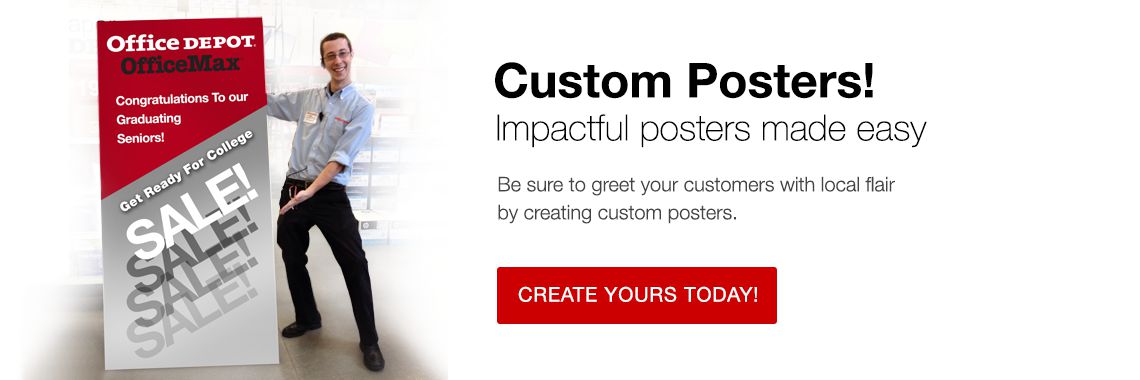 Office DEPOT
OfficeMax
Congratulations To our
Graduating
Seniors!
Get Ready For College
SALE!
SALE!
SALE!
SALE!
Custom Posters!
Impactful posters made easy
Be sure to greet your customers with local flair
by creating custom posters.
CREATE YOURS TODAY!